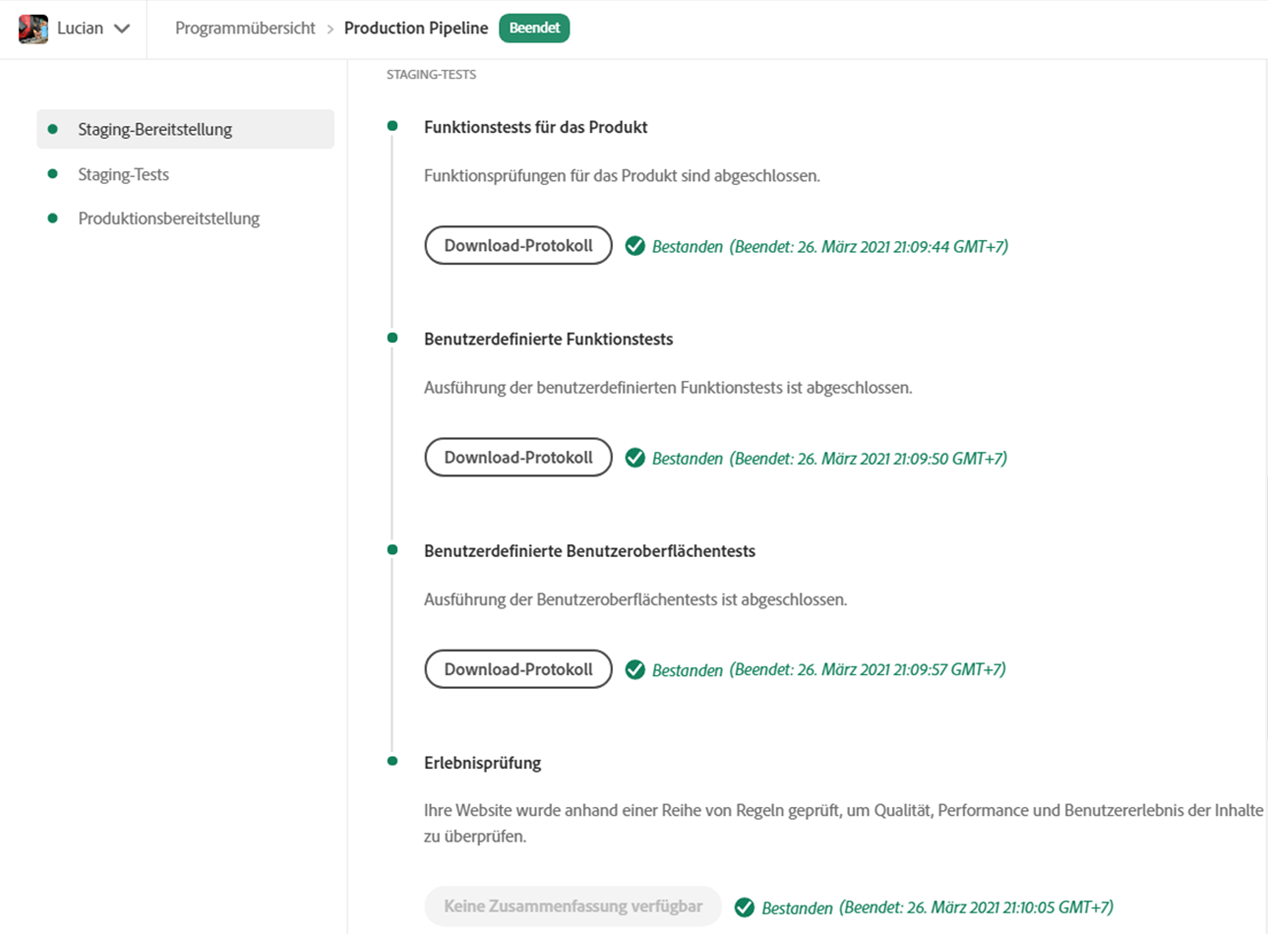 Lucian
Programmübersicht > Production Pipeline Beendet
Staging-Bereitstellung
Staging-Tests
Produktionsbereitstellung
STAGING-TESTS
Funktionstests für das Produkt
Funktionsprüfungen für das Produkt sind abgeschlossen.
Download-Protokoll Bestanden (Beendet: 26. März 2021 21:09:44 GMT+7)
Benutzerdefinierte Funktionstests
Ausführung der benutzerdefinierten Funktionstests ist abgeschlossen.
Download-Protokoll Bestanden (Beendet: 26. März 2021 21:09:50 GMT+7)
Benutzerdefinierte Benutzeroberflächentests
Ausführung der Benutzeroberflächentests ist abgeschlossen.
Download-Protokoll Bestanden (Beendet: 26. März 2021 21:09:57 GMT+7)
Erlebnisprüfung
Ihre Website wurde anhand einer Reihe von Regeln geprüft, um Qualität, Performance und Benutzererlebnis der Inhalte
zu überprüfen.
Keine Zusammenfassung verfügbar Bestanden (Beendet: 26. März 2021 21:10:05 GMT+7)